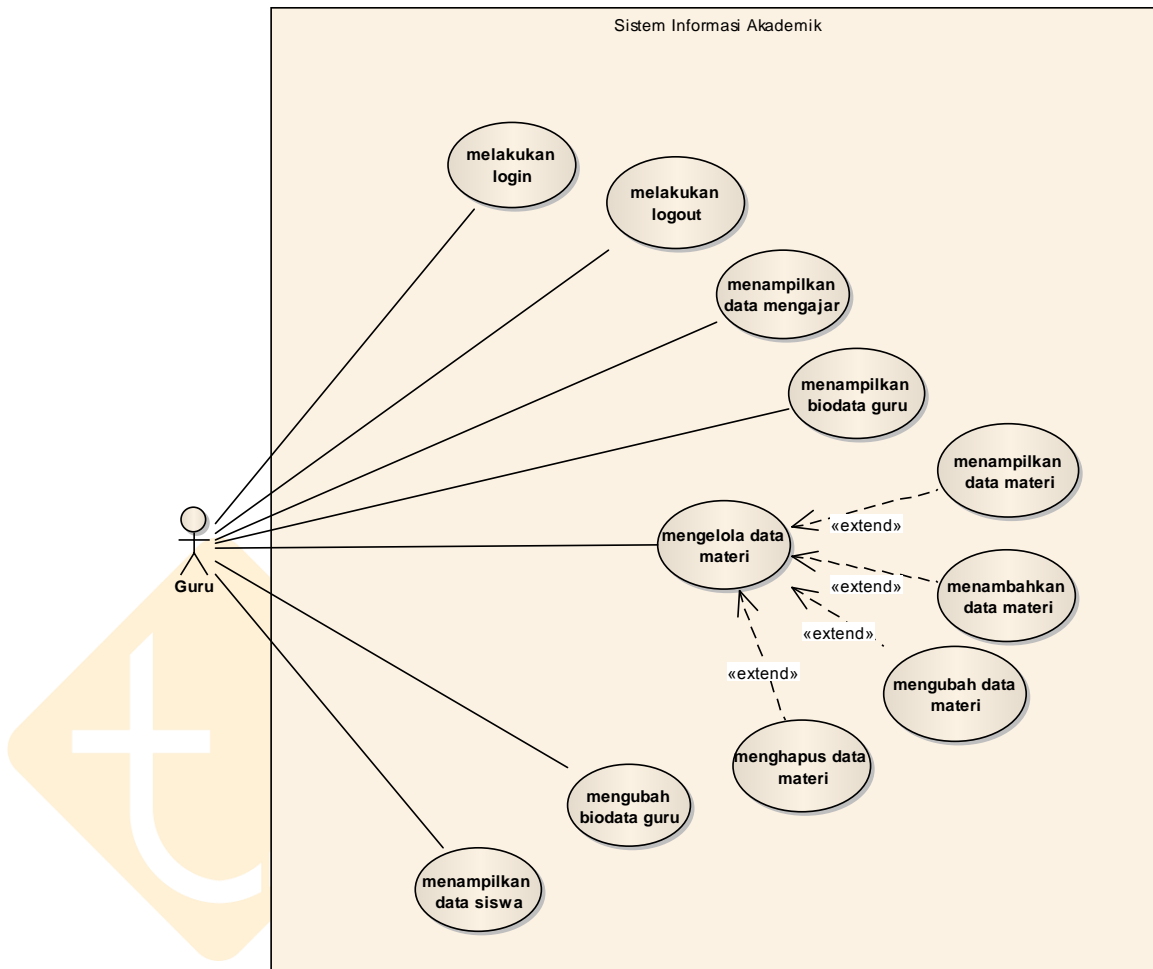 Sistem Informasi Akademik
melakukan
login
melakukan
logout
menampilkan
data mengajar
menampilkan
biodata guru
menampilkan
data materi
«extend»
mengelola data
materi
Guru
«extend»
menambahkan
data materi
«extend»
«extend»
mengubah data
materi
menghapus data
materi
mengubah
biodata guru
menampilkan
data siswa